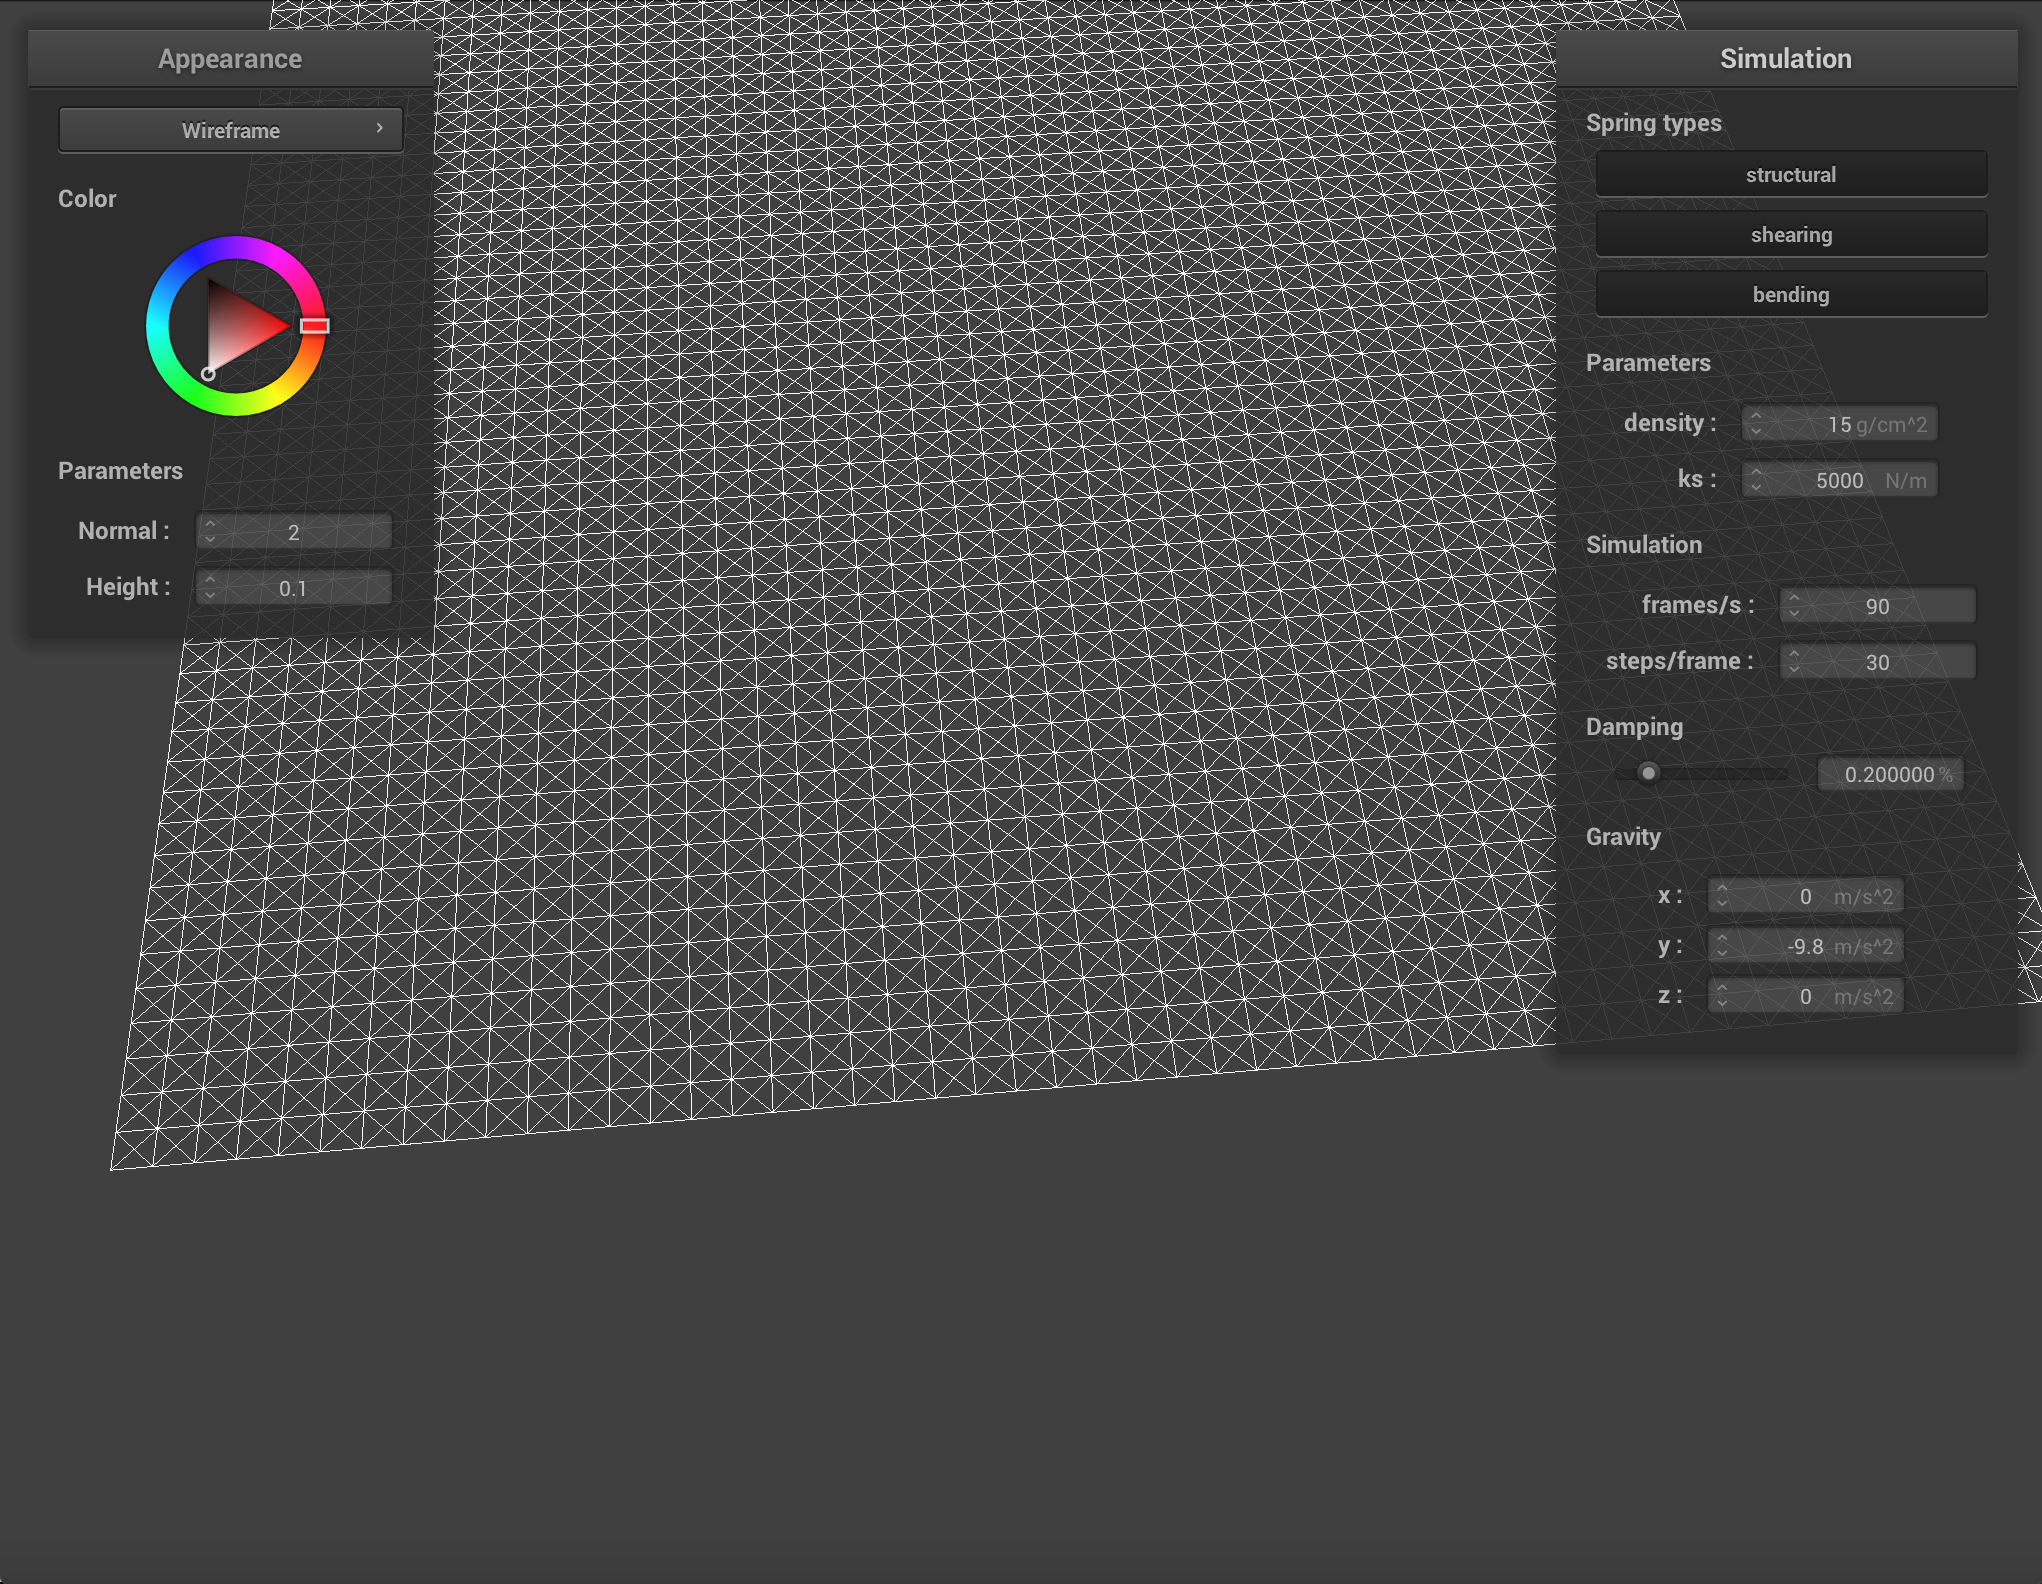 Appearance
Wireframe
Color
Parameters
Normal : 2
Height : 0.1
Simulation
Spring types
structural
shearing
bending
Parameters
density : 15 g/cm^2
ks : 5000 N/m
Simulation
frames/s : 90
steps/frame : 30
Damping
0.200000 %
Gravity
x : 0 m/s^2
y : -9.8 m/s^2
z : 0 m/s^2